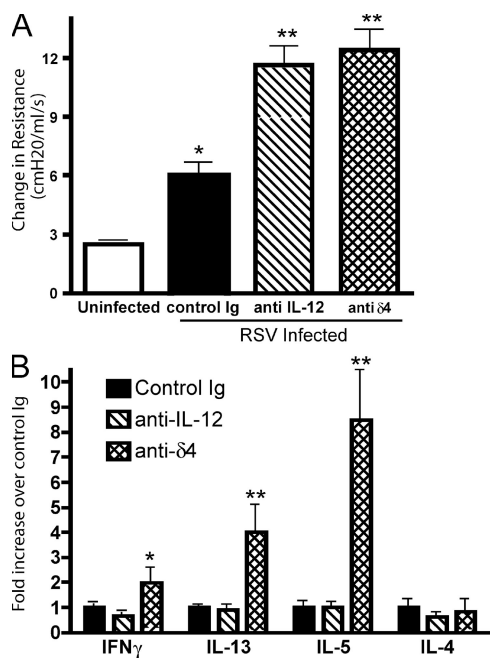 A
Change in Resistance
(cmH20/ml/s)
12
9
6
3
0
*
**
**
Uninfected control Ig anti IL-12 anti δ4
RSV Infected
B
Fold increase over control Ig
10
9
8
7
6
5
4
3
2
1
0
Control Ig
anti-IL-12
anti-δ4
*
**
**
IFNγ IL-13 IL-5 IL-4